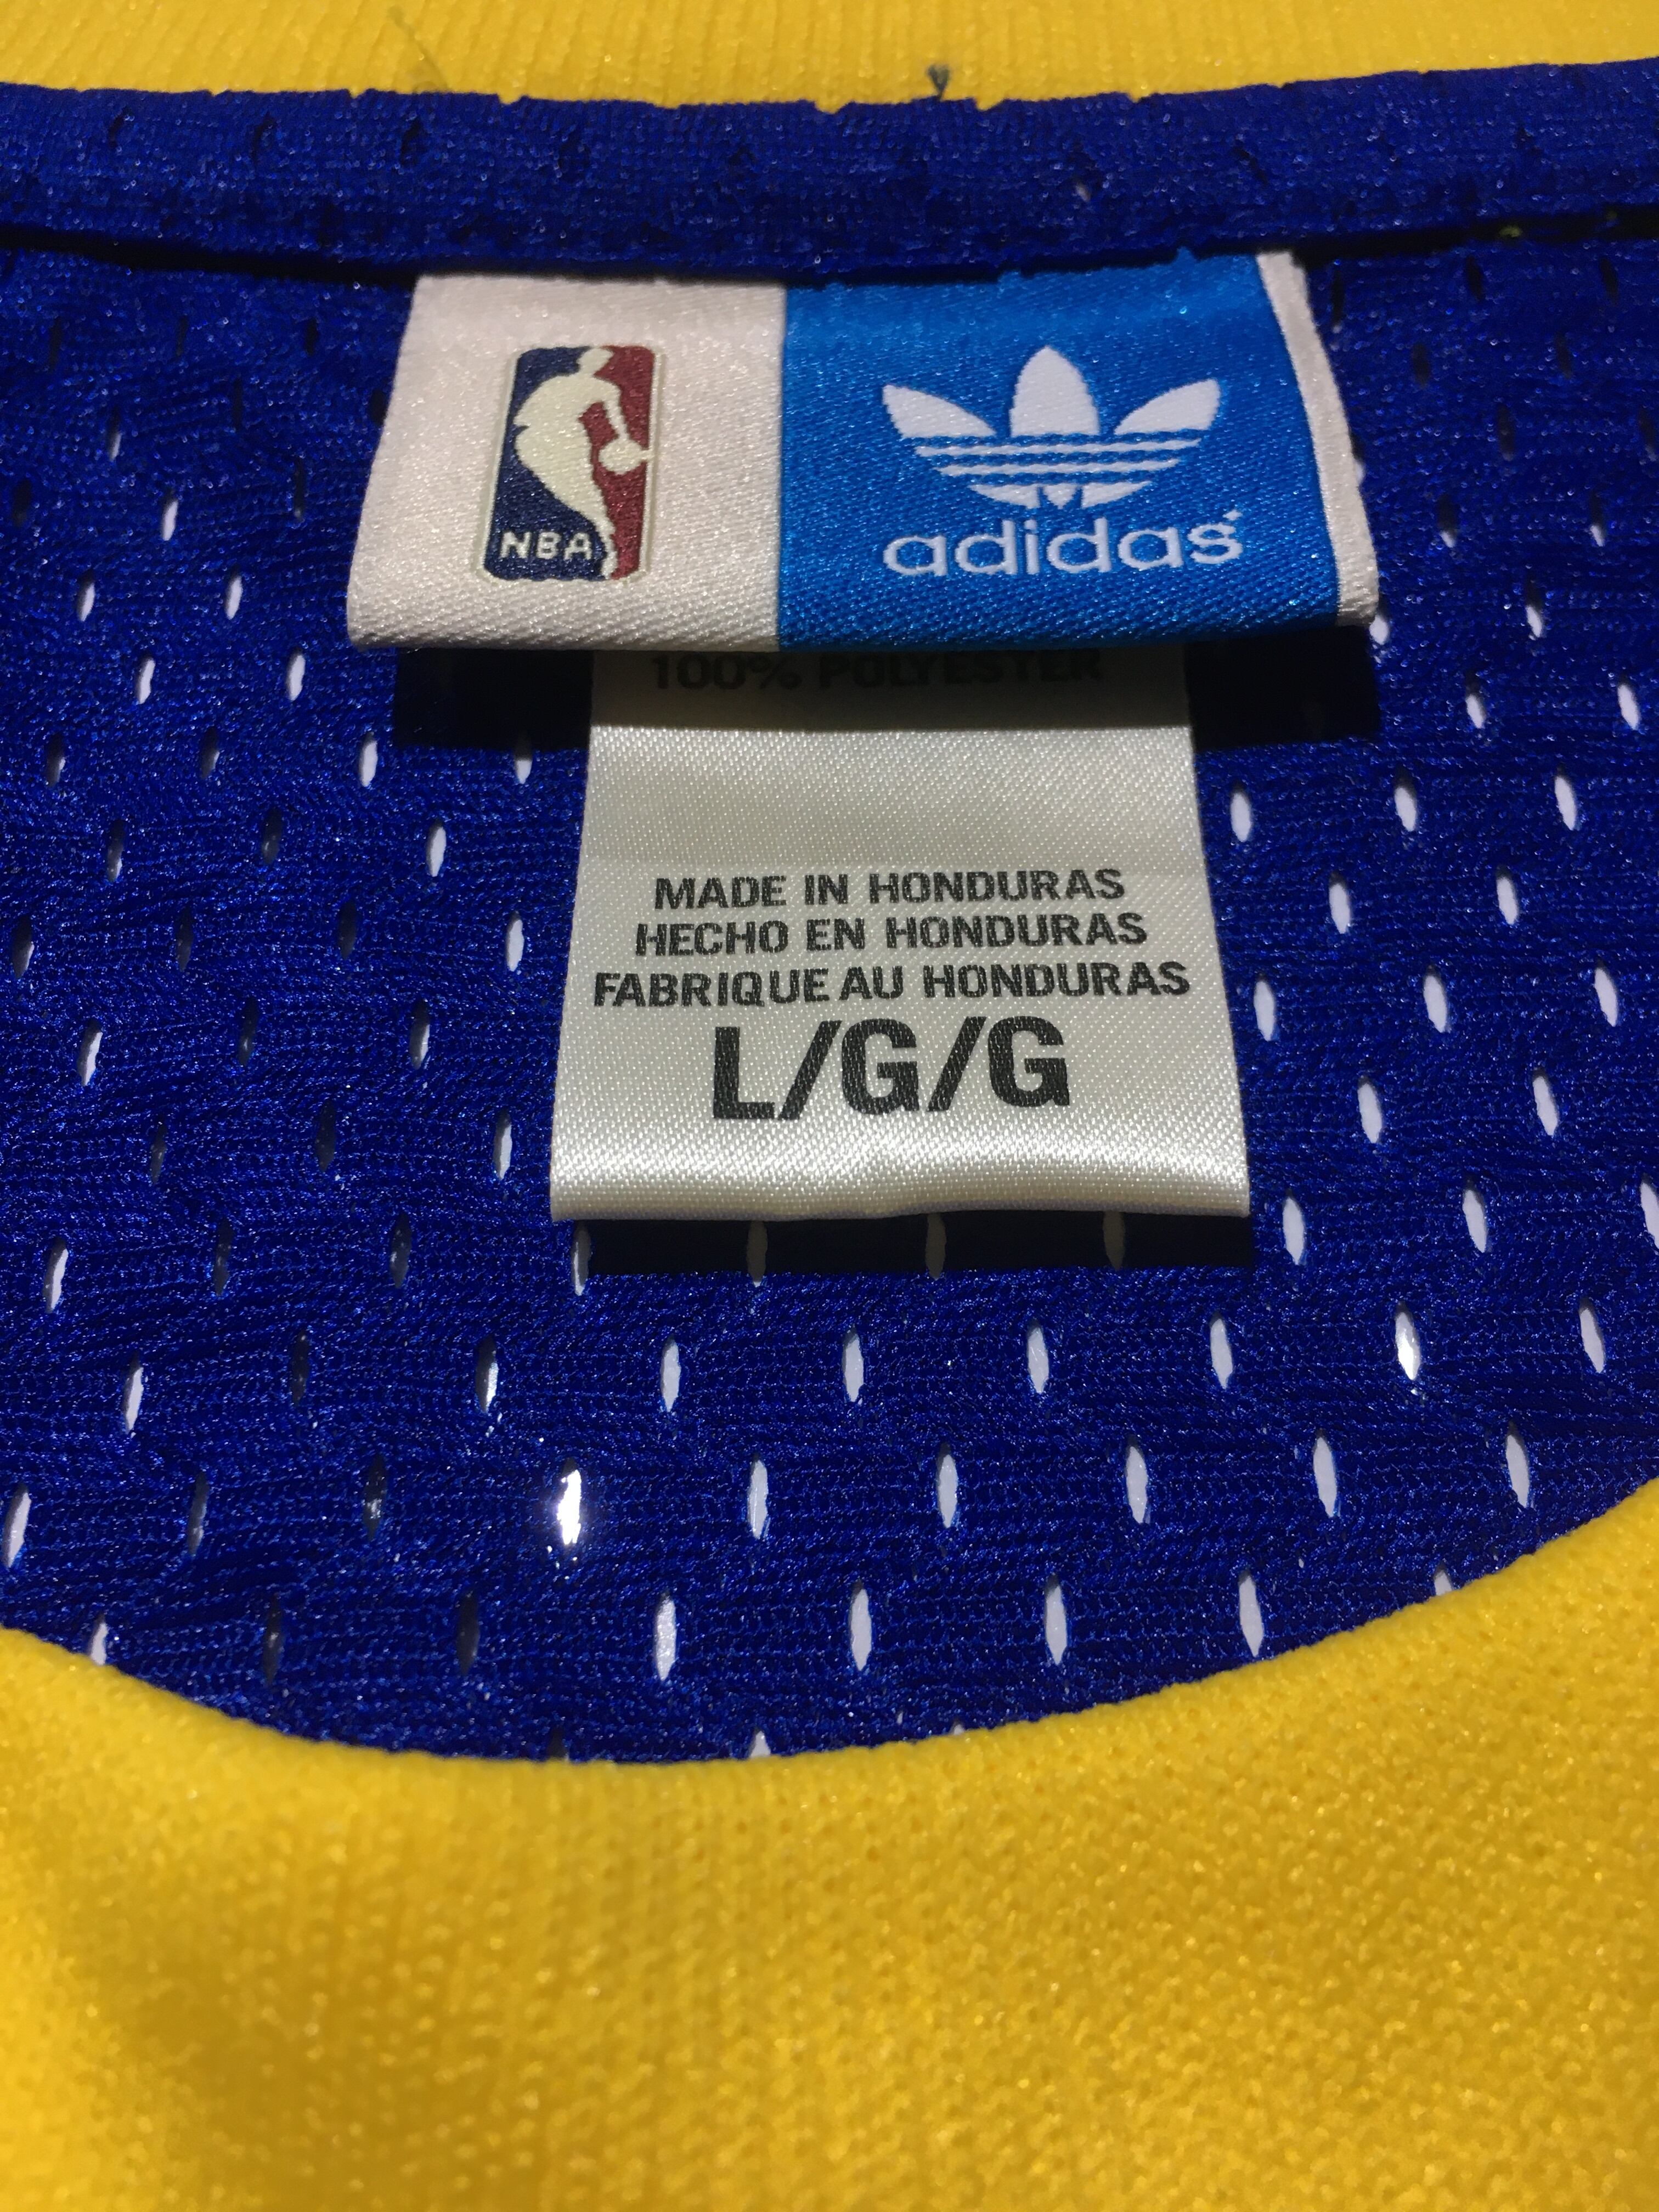 NBA
adidas
100% POLYESTER
MADE IN HONDURAS
HECHO EN HONDURAS
FABRIQUE AU HONDURAS
L/G/G